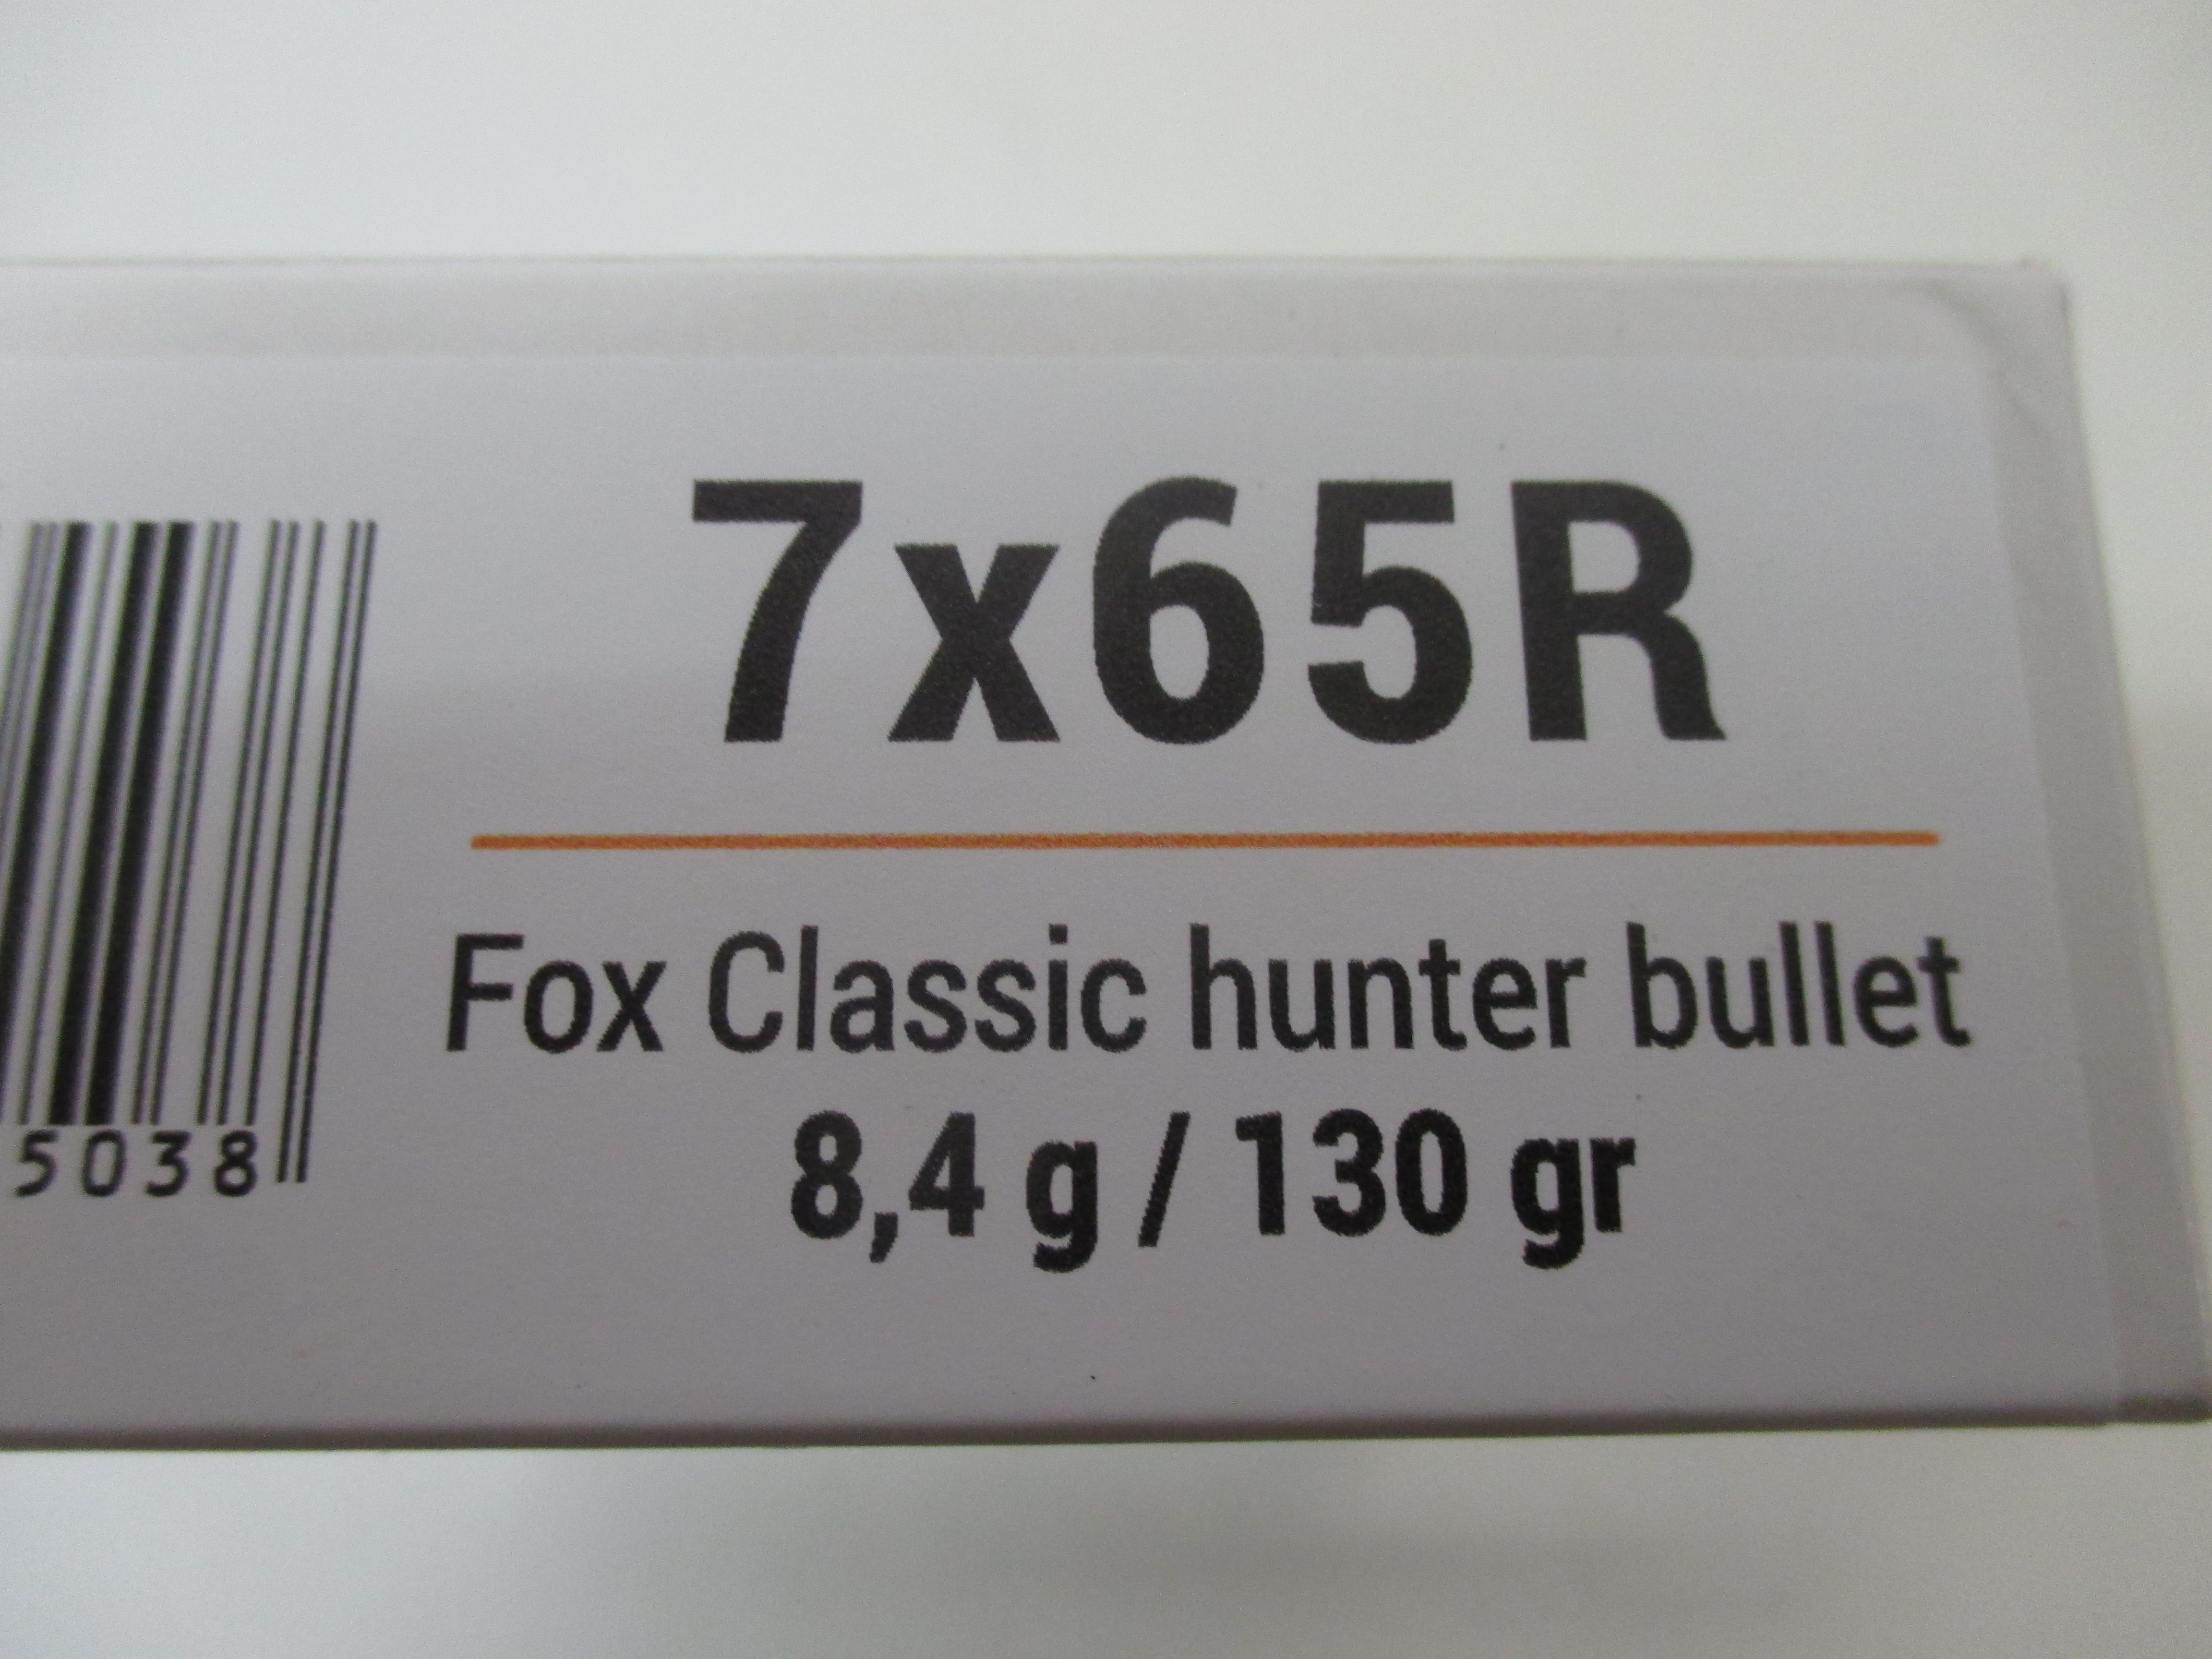 7x65R
Fox Classic hunter bullet
8,4 g / 130 gr
5038